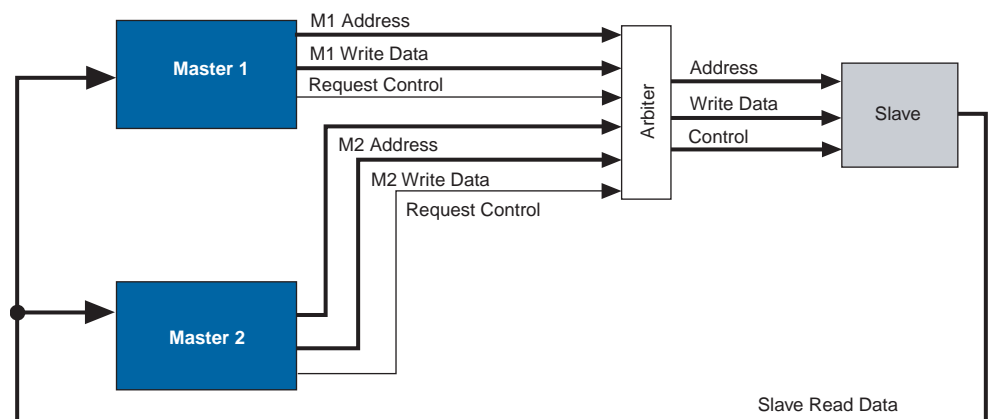 M1 Address
Master 1
M1 Write Data
Request Control
Address
Write Data
Control
Arbiter
Slave
M2 Address
M2 Write Data
Request Control
Master 2
Slave Read Data